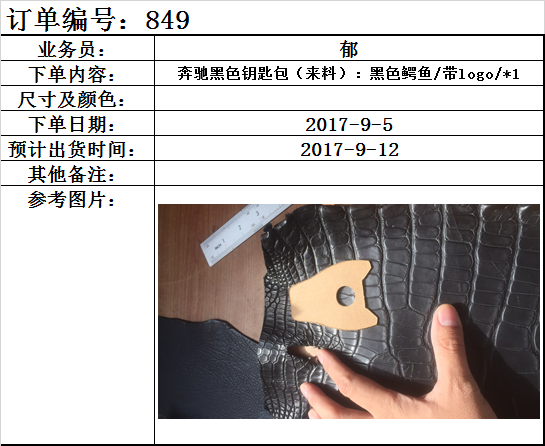 订单编号：849
业务员： 郁
下单内容： 奔驰黑色钥匙包（来料）：黑色鳄鱼/带logo/*1
尺寸及颜色：
下单日期： 2017-9-5
预计出货时间： 2017-9-12
其他备注：
参考图片：